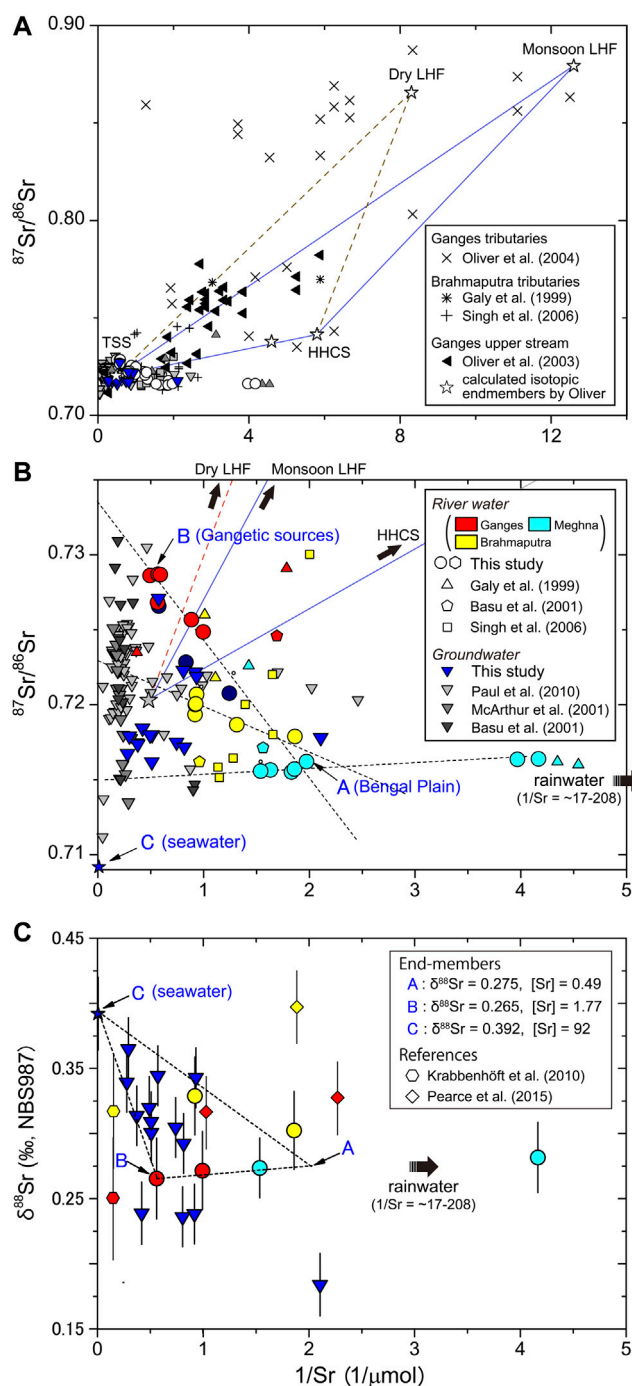 A
0.90
0.80
0.70
87Sr/86Sr
Monsoon LHF
Dry LHF
TSS
HHCS
Ganges tributaries
Oliver et al. (2004)
Brahmaputra tributaries
Galy et al. (1999)
Singh et al. (2006)
Ganges upper stream
Oliver et al. (2003)
calculated isotopic
endmembers by Oliver
0 4 8 12
B
Dry LHF Monsoon LHF
HHCS
0.73
0.72
0.71
87Sr/86Sr
B (Gangetic sources)
A (Bengal Plain)
C (seawater)
River water
Ganges Meghna
Brahmaputra
This study
Galy et al. (1999)
Basu et al. (2001)
Singh et al. (2006)
Groundwater
This study
Paul et al. (2010)
McArthur et al. (2001)
Basu et al. (2001)
rainwater
(1/Sr = ~17-208)
0 1 2 3 4 5
C
0.45
0.35
0.25
0.15
δ88Sr (‰, NBS987)
C (seawater)
B
A
End-members
A : δ88Sr = 0.275, [Sr] = 0.49
B : δ88Sr = 0.265, [Sr] = 1.77
C : δ88Sr = 0.392, [Sr] = 92
References
Krabbenhöft et al. (2010)
Pearce et al. (2015)
rainwater
(1/Sr = ~17-208)
0 1 2 3 4 5
1/Sr (1/μmol)